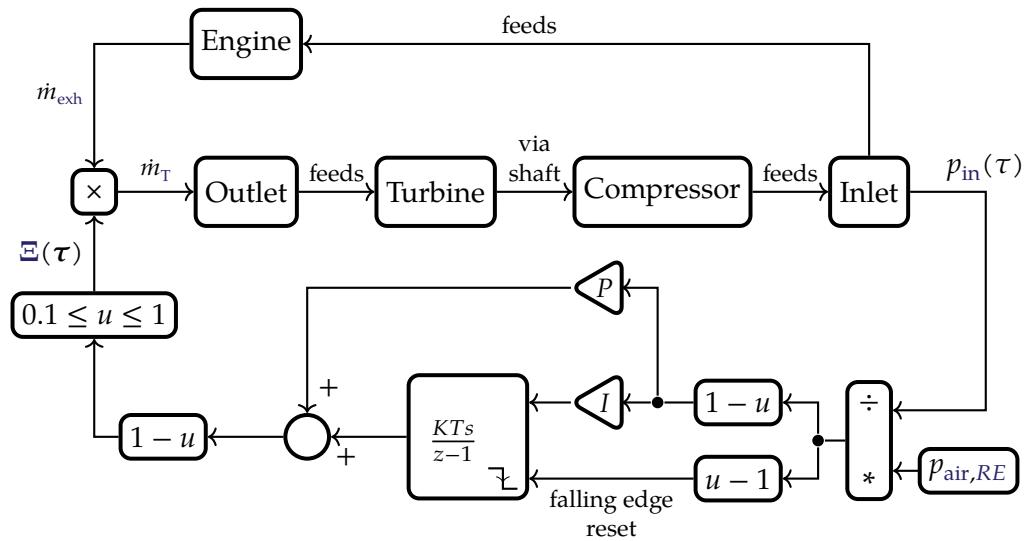 feeds
Engine
ṁ_exh
via
shaft
p_in(τ)
×
ṁ_T
Outlet
feeds
Turbine
Compressor
feeds
Inlet
Ξ(τ)
0.1 ≤ u ≤ 1
P
+
I
1 − u
÷
1 − u
+
KTs
z−1
u − 1
*
p_air,RE
falling edge
reset